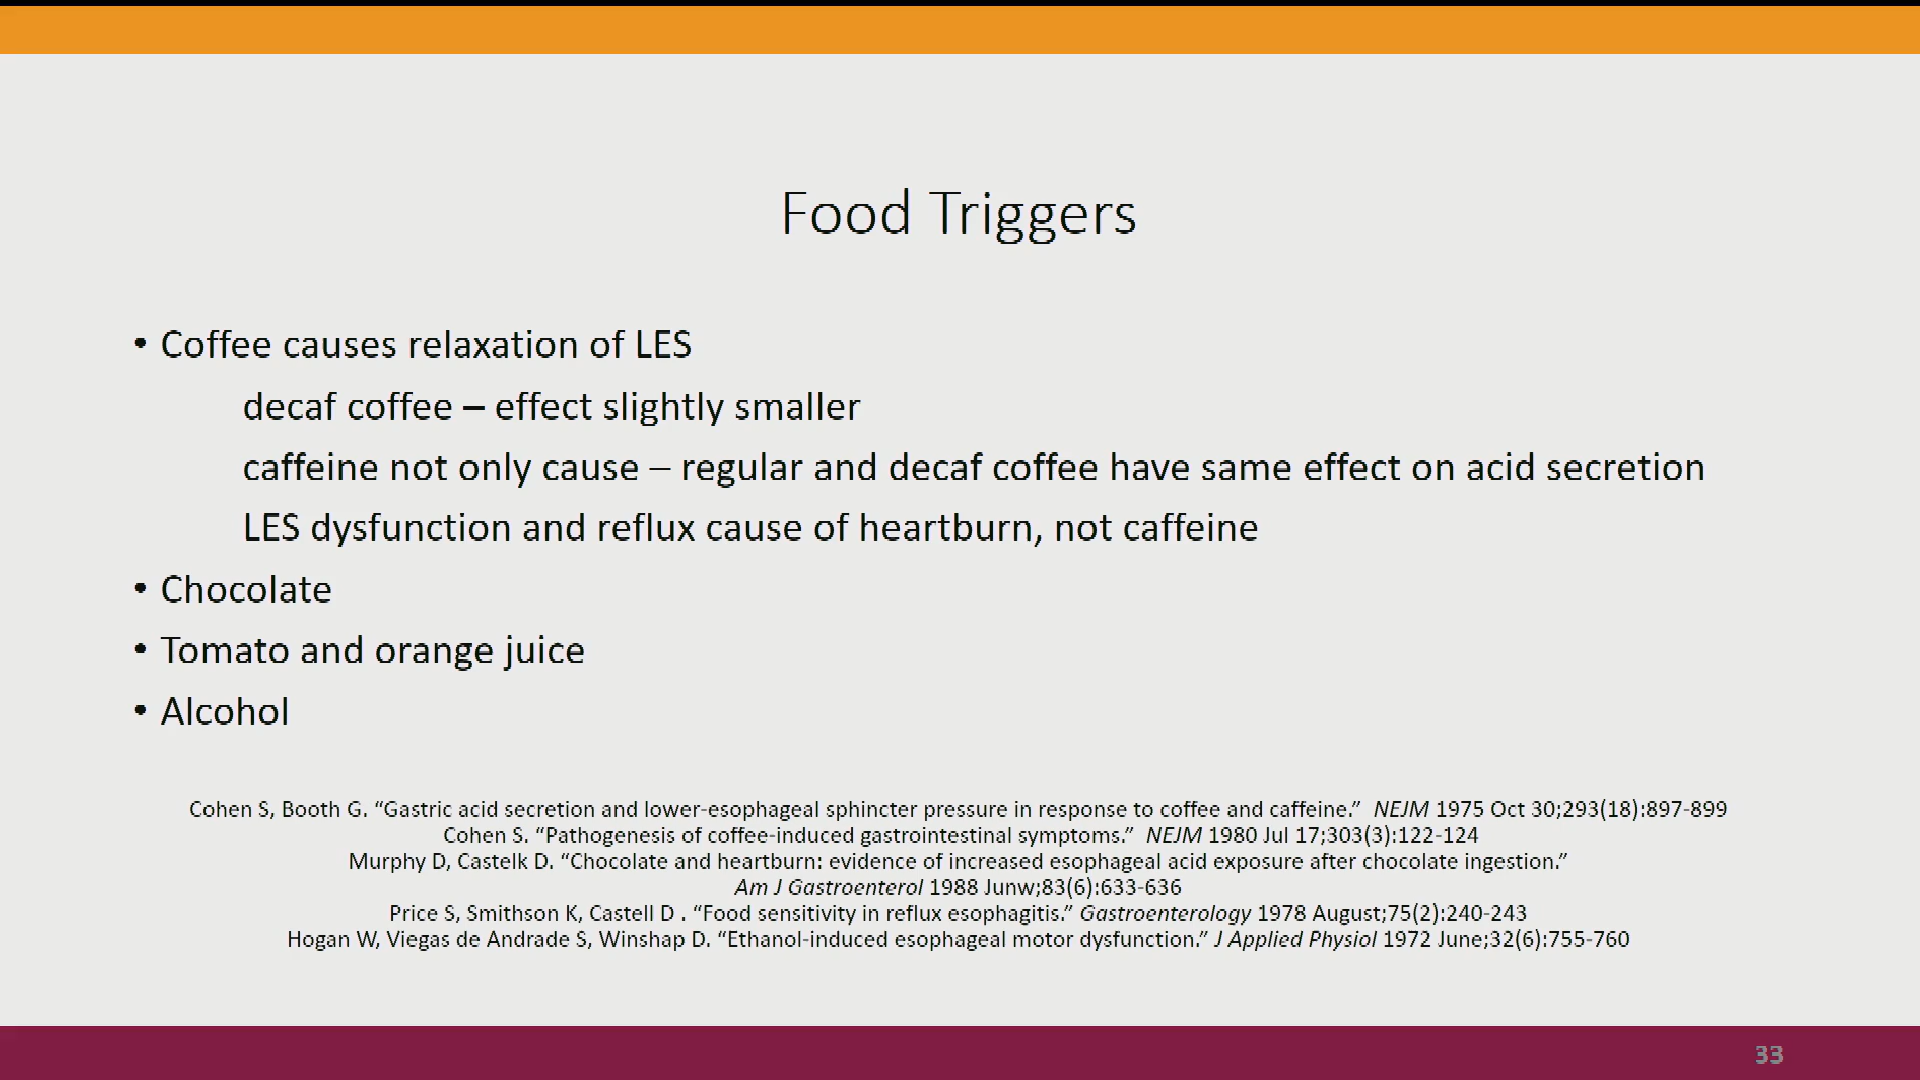 Food Triggers
• Coffee causes relaxation of LES
decaf coffee – effect slightly smaller
caffeine not only cause – regular and decaf coffee have same effect on acid secretion
LES dysfunction and reflux cause of heartburn, not caffeine
• Chocolate
• Tomato and orange juice
• Alcohol
Cohen S, Booth G. “Gastric acid secretion and lower-esophageal sphincter pressure in response to coffee and caffeine.” NEJM 1975 Oct 30;293(18):897-899
Cohen S. “Pathogenesis of coffee-induced gastrointestinal symptoms.” NEJM 1980 Jul 17;303(3):122-124
Murphy D, Castelk D. “Chocolate and heartburn: evidence of increased esophageal acid exposure after chocolate ingestion.”
Am J Gastroenterol 1988 Junw;83(6):633-636
Price S, Smithson K, Castell D . “Food sensitivity in reflux esophagitis.” Gastroenterology 1978 August;75(2):240-243
Hogan W, Viegas de Andrade S, Winshap D. “Ethanol-induced esophageal motor dysfunction.” J Applied Physiol 1972 June;32(6):755-760
33